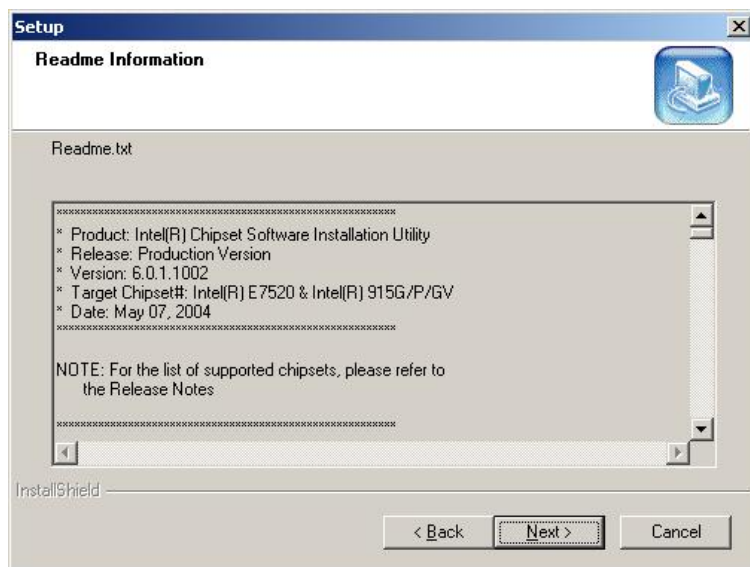 Setup
Readme Information
Readme.txt
************************************************************
* Product: Intel(R) Chipset Software Installation Utility
* Release: Production Version
* Version: 6.0.1.1002
* Target Chipset#: Intel(R) E7520 & Intel(R) 915G/P/GV
* Date: May 07, 2004
************************************************************
NOTE: For the list of supported chipsets, please refer to
the Release Notes
************************************************************
InstallShield
< Back
Next >
Cancel